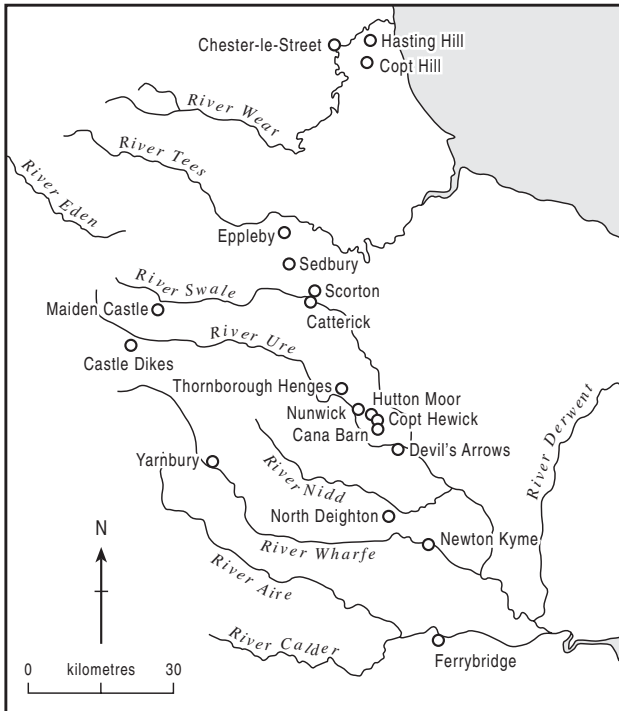 Chester-le-Street
Hasting Hill
Copt Hill
River Wear
River Tees
River Eden
Eppleby
Sedbury
River Swale
Scorton
Maiden Castle
Catterick
River Ure
Castle Dikes
Thornborough Henges
Hutton Moor
Nunwick
Copt Hewick
Cana Barn
River Derwent
Devil's Arrows
Yarnbury
River Nidd
North Deighton
Newton Kyme
N
River Wharfe
River Aire
River Calder
Ferrybridge
0 kilometres 30